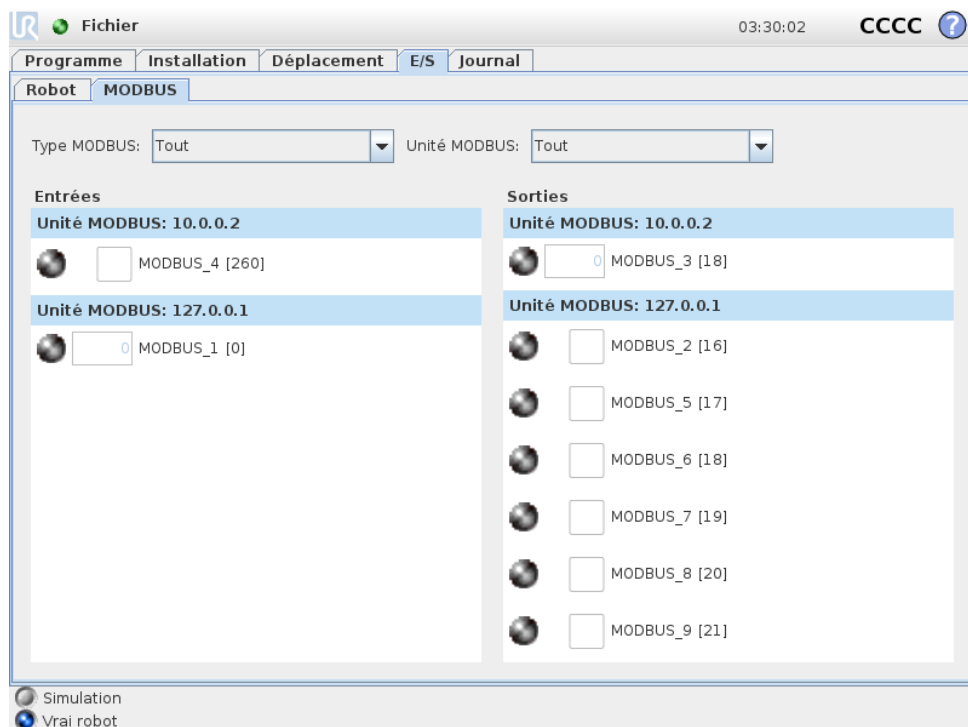 UR Fichier 03:30:02 CCCC ?
Programme Installation Déplacement E/S Journal
Robot MODBUS
Type MODBUS: Tout Unité MODBUS: Tout
Entrées
Unité MODBUS: 10.0.0.2
MODBUS_4 [260]
Unité MODBUS: 127.0.0.1
0 MODBUS_1 [0]
Sorties
Unité MODBUS: 10.0.0.2
0 MODBUS_3 [18]
Unité MODBUS: 127.0.0.1
MODBUS_2 [16]
MODBUS_5 [17]
MODBUS_6 [18]
MODBUS_7 [19]
MODBUS_8 [20]
MODBUS_9 [21]
Simulation
Vrai robot